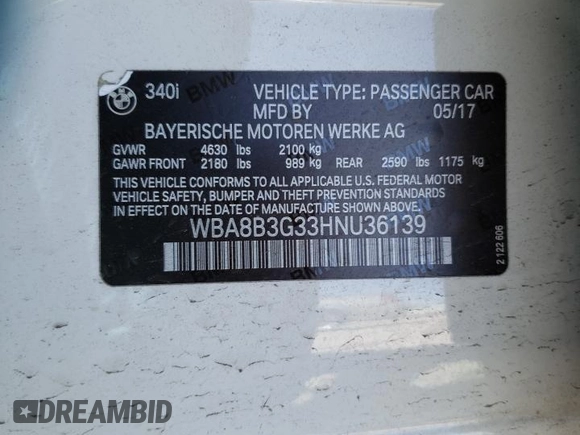 340i VEHICLE TYPE: PASSENGER CAR
MFD BY 05/17
BAYERISCHE MOTOREN WERKE AG
GVWR 4630 lbs 2100 kg
GAWR FRONT 2180 lbs 989 kg REAR 2590 lbs 1175 kg
THIS VEHICLE CONFORMS TO ALL APPLICABLE U.S. FEDERAL MOTOR
VEHICLE SAFETY, BUMPER AND THEFT PREVENTION STANDARDS
IN EFFECT ON THE DATE OF MANUFACTURE SHOWN ABOVE.
WBA8B3G33HNU36139
2 122 606
DREAMBID